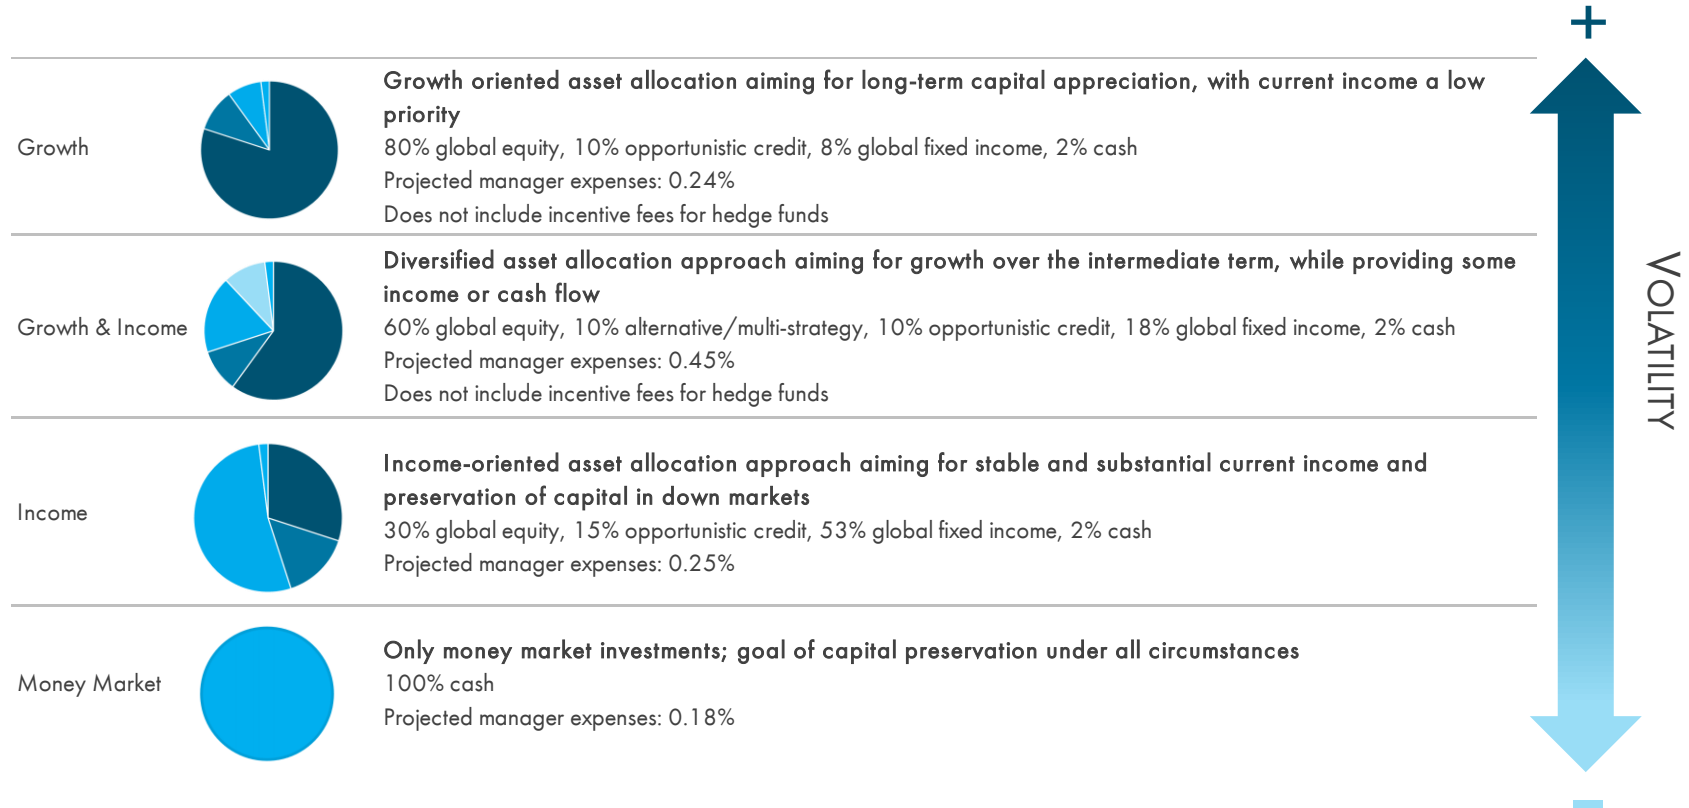 +
Growth oriented asset allocation aiming for long-term capital appreciation, with current income a low
priority
Growth
80% global equity, 10% opportunistic credit, 8% global fixed income, 2% cash
Projected manager expenses: 0.24%
Does not include incentive fees for hedge funds
Diversified asset allocation approach aiming for growth over the intermediate term, while providing some
income or cash flow
Growth & Income
60% global equity, 10% alternative/multi-strategy, 10% opportunistic credit, 18% global fixed income, 2% cash
Projected manager expenses: 0.45%
Does not include incentive fees for hedge funds
Income-oriented asset allocation approach aiming for stable and substantial current income and
preservation of capital in down markets
Income
30% global equity, 15% opportunistic credit, 53% global fixed income, 2% cash
Projected manager expenses: 0.25%
Only money market investments; goal of capital preservation under all circumstances
Money Market
100% cash
Projected manager expenses: 0.18%
VOLATILITY
-